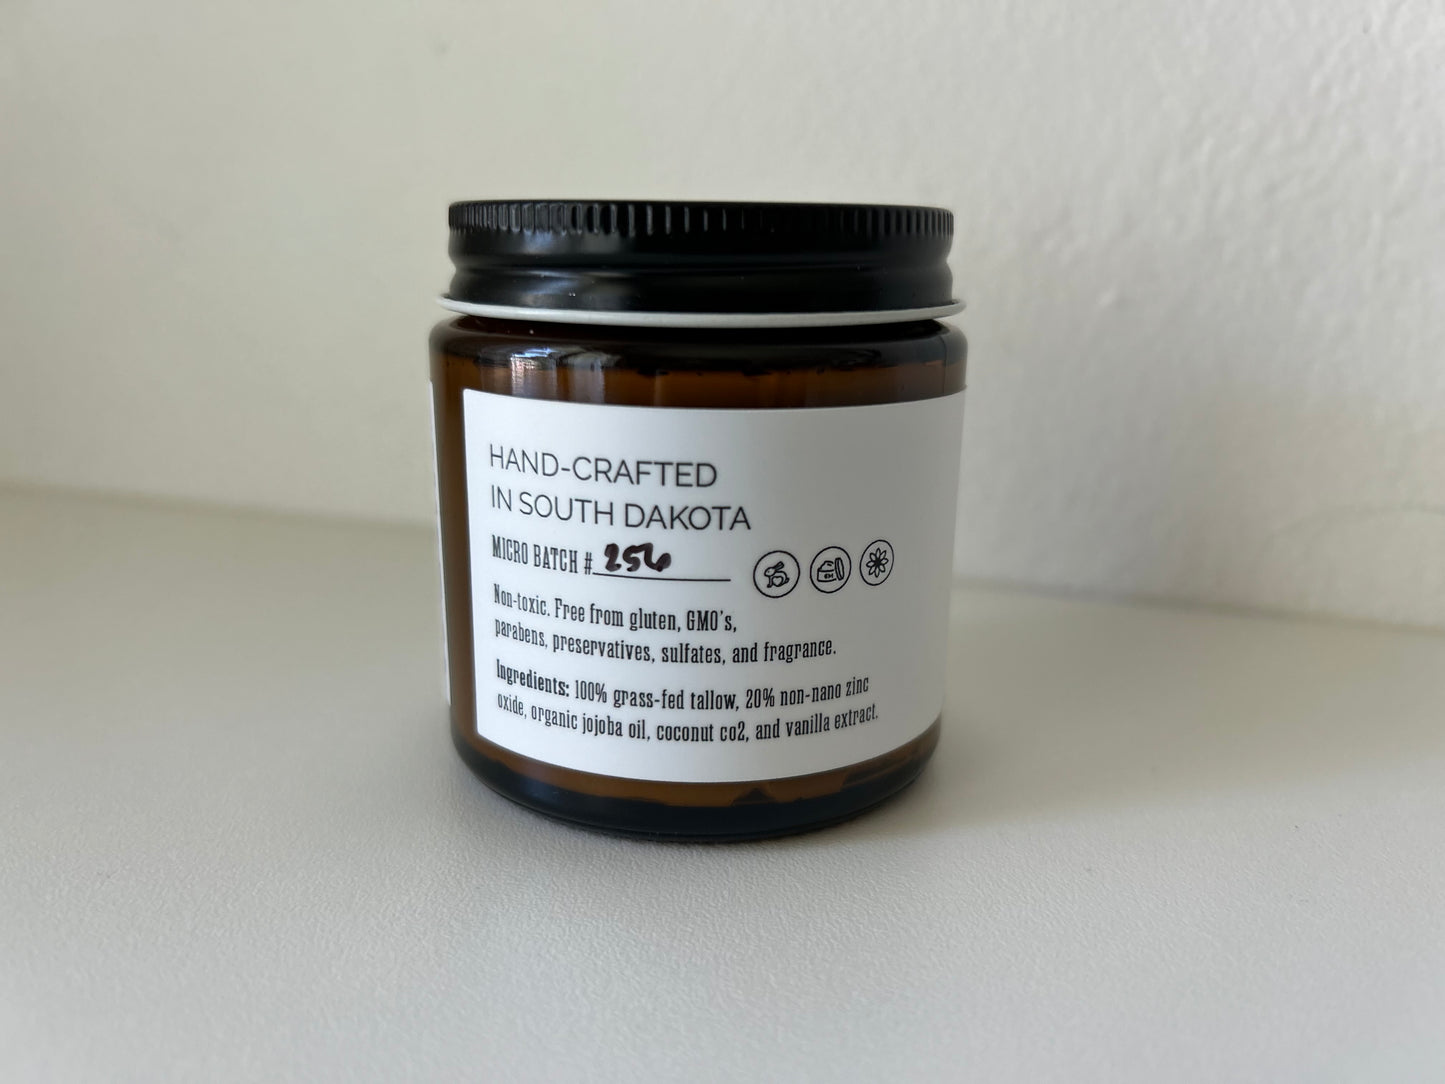 HAND-CRAFTED
IN SOUTH DAKOTA
MICRO BATCH # 256
Non-toxic. Free from gluten, GMO's,
parabens, preservatives, sulfates, and fragrance.
Ingredients: 100% grass-fed tallow, 20% non-nano zinc
oxide, organic jojoba oil, coconut co2, and vanilla extract.